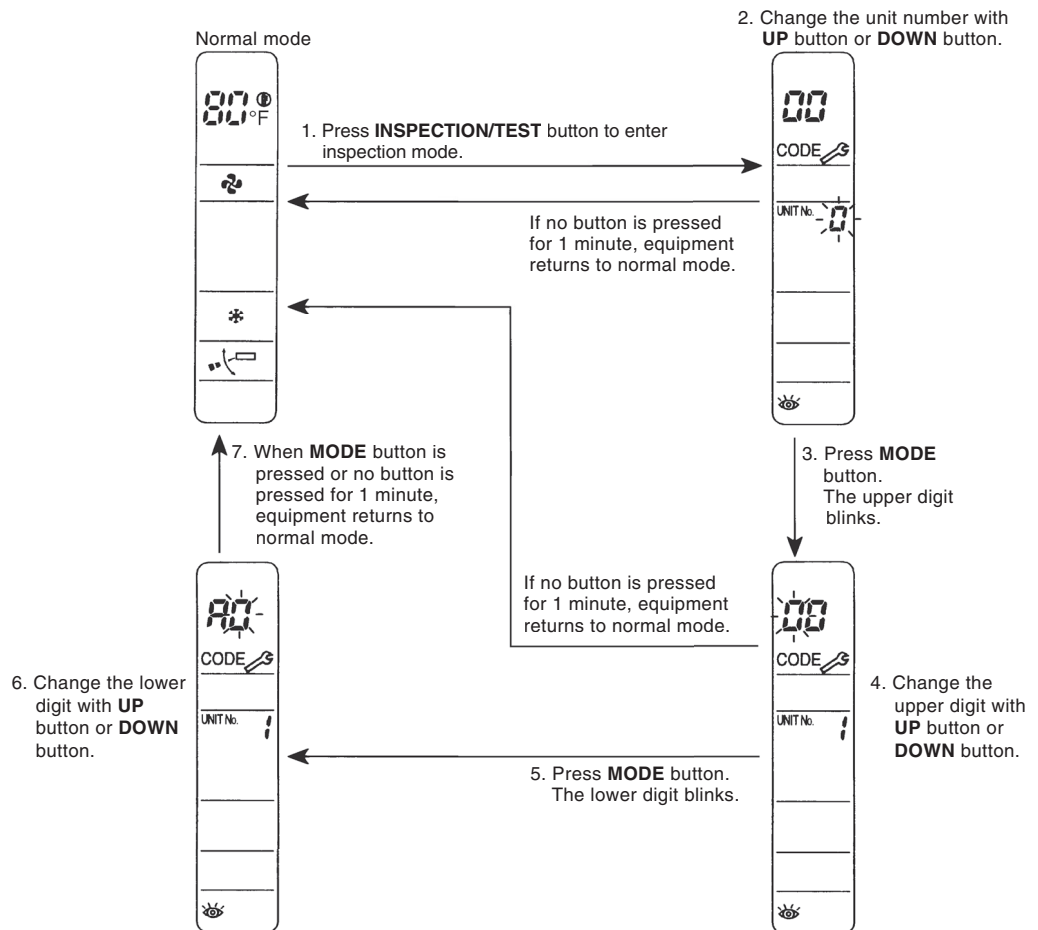 Normal mode
80 °F
1. Press INSPECTION/TEST button to enter
inspection mode.
If no button is pressed
for 1 minute, equipment
returns to normal mode.
2. Change the unit number with
UP button or DOWN button.
00
CODE
UNIT No. 0
3. Press MODE
button.
The upper digit
blinks.
00
CODE
UNIT No. 1
4. Change the
upper digit with
UP button or
DOWN button.
If no button is pressed
for 1 minute, equipment
returns to normal mode.
5. Press MODE button.
The lower digit blinks.
A0
CODE
UNIT No. 1
6. Change the lower
digit with UP
button or DOWN
button.
7. When MODE button is
pressed or no button is
pressed for 1 minute,
equipment returns to
normal mode.